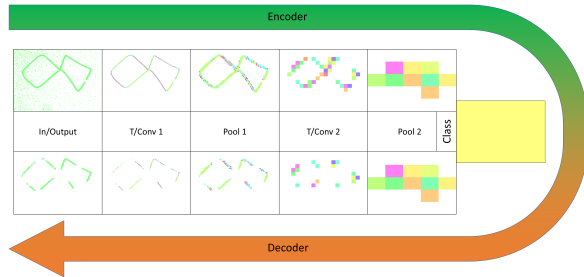 Encoder
In/Output
T/Conv 1
Pool 1
T/Conv 2
Pool 2
Class
Decoder